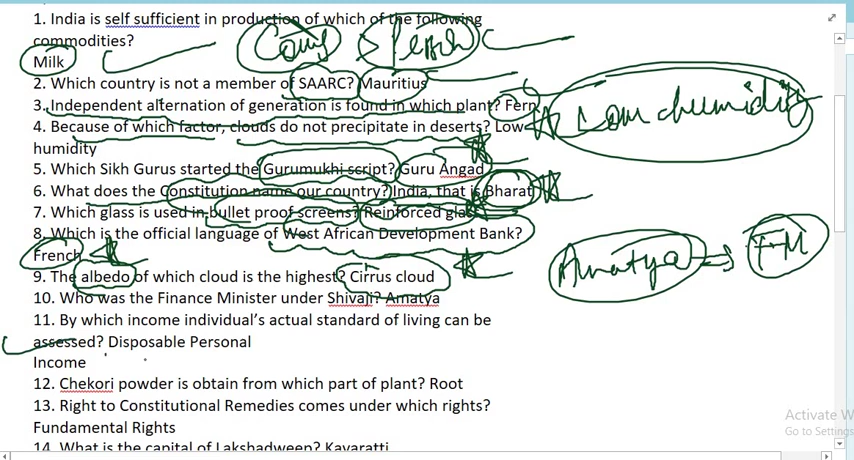 1. India is self sufficient in production of which of the following
commodities?
Milk
2. Which country is not a member of SAARC? Mauritius
3. Independent alternation of generation is found in which plant? Fern
4. Because of which factor, clouds do not precipitate in deserts? Low
humidity
Low humidity
5. Which Sikh Gurus started the Gurumukhi script? Guru Angad
6. What does the Constitution name our country? India, that is Bharat
7. Which glass is used in bullet proof screens? Reinforced glass
8. Which is the official language of West African Development Bank?
French
9. The albedo of which cloud is the highest? Cirrus cloud
Amatya → FM
10. Who was the Finance Minister under Shivaji? Amatya
11. By which income individual's actual standard of living can be
assessed? Disposable Personal
Income
12. Chekori powder is obtain from which part of plant? Root
13. Right to Constitutional Remedies comes under which rights?
Fundamental Rights
14. What is the capital of Lakshadween? Kavaratti
Activate W
Go to Settings